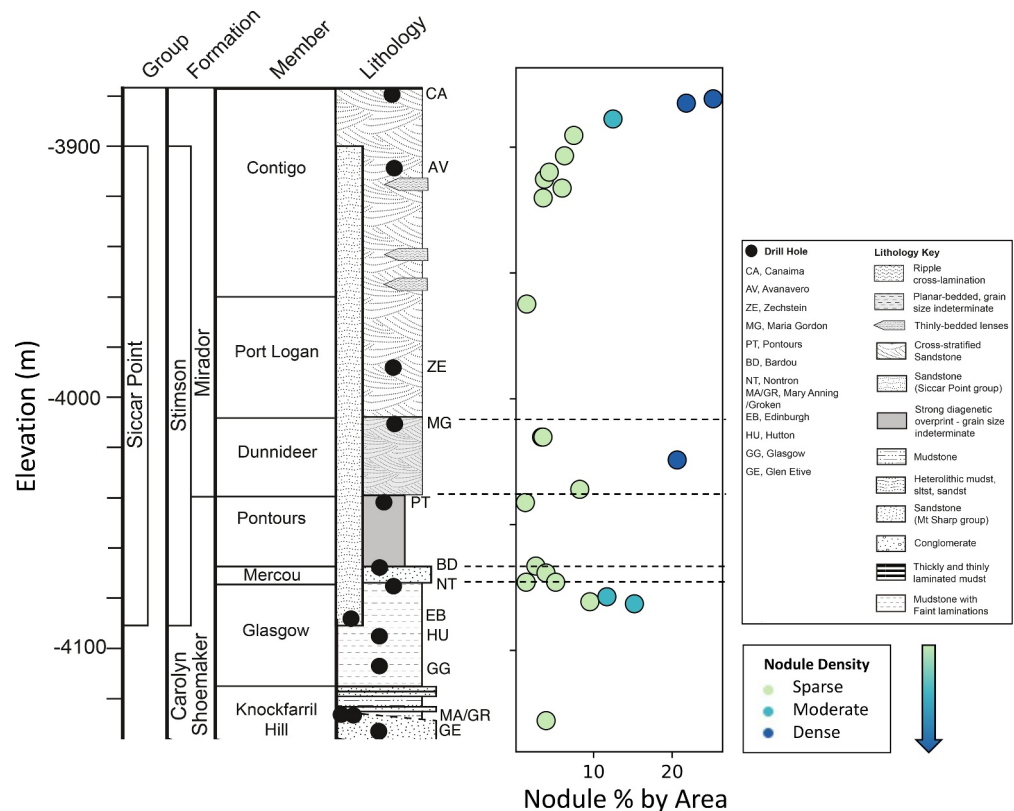 Group
Formation
Member
Lithology
Elevation (m)
-3900
-4000
-4100
Siccar Point
Stimson
Mirador
Carolyn
Shoemaker
Contigo
Port Logan
Dunnideer
Pontours
Mercou
Glasgow
Knockfarril
Hill
CA
AV
ZE
MG
PT
BD
NT
EB
HU
GG
MA/GR
GE
10
20
Nodule % by Area
Drill Hole
CA, Canaima
AV, Avanavero
ZE, Zechstein
MG, Maria Gordon
PT, Pontours
BD, Bardou
NT, Nontron
MA/GR, Mary Anning
/Groken
EB, Edinburgh
HU, Hutton
GG, Glasgow
GE, Glen Etive
Lithology Key
Ripple
cross-lamination
Planar-bedded, grain
size indeterminate
Thinly-bedded lenses
Cross-stratified
Sandstone
Sandstone
(Siccar Point group)
Strong diagenetic
overprint - grain size
indeterminate
Mudstone
Heterolithic mudst,
sltst, sandst
Sandstone
(Mt Sharp group)
Conglomerate
Thickly and thinly
laminated mudst
Mudstone with
Faint laminations
Nodule Density
Sparse
Moderate
Dense